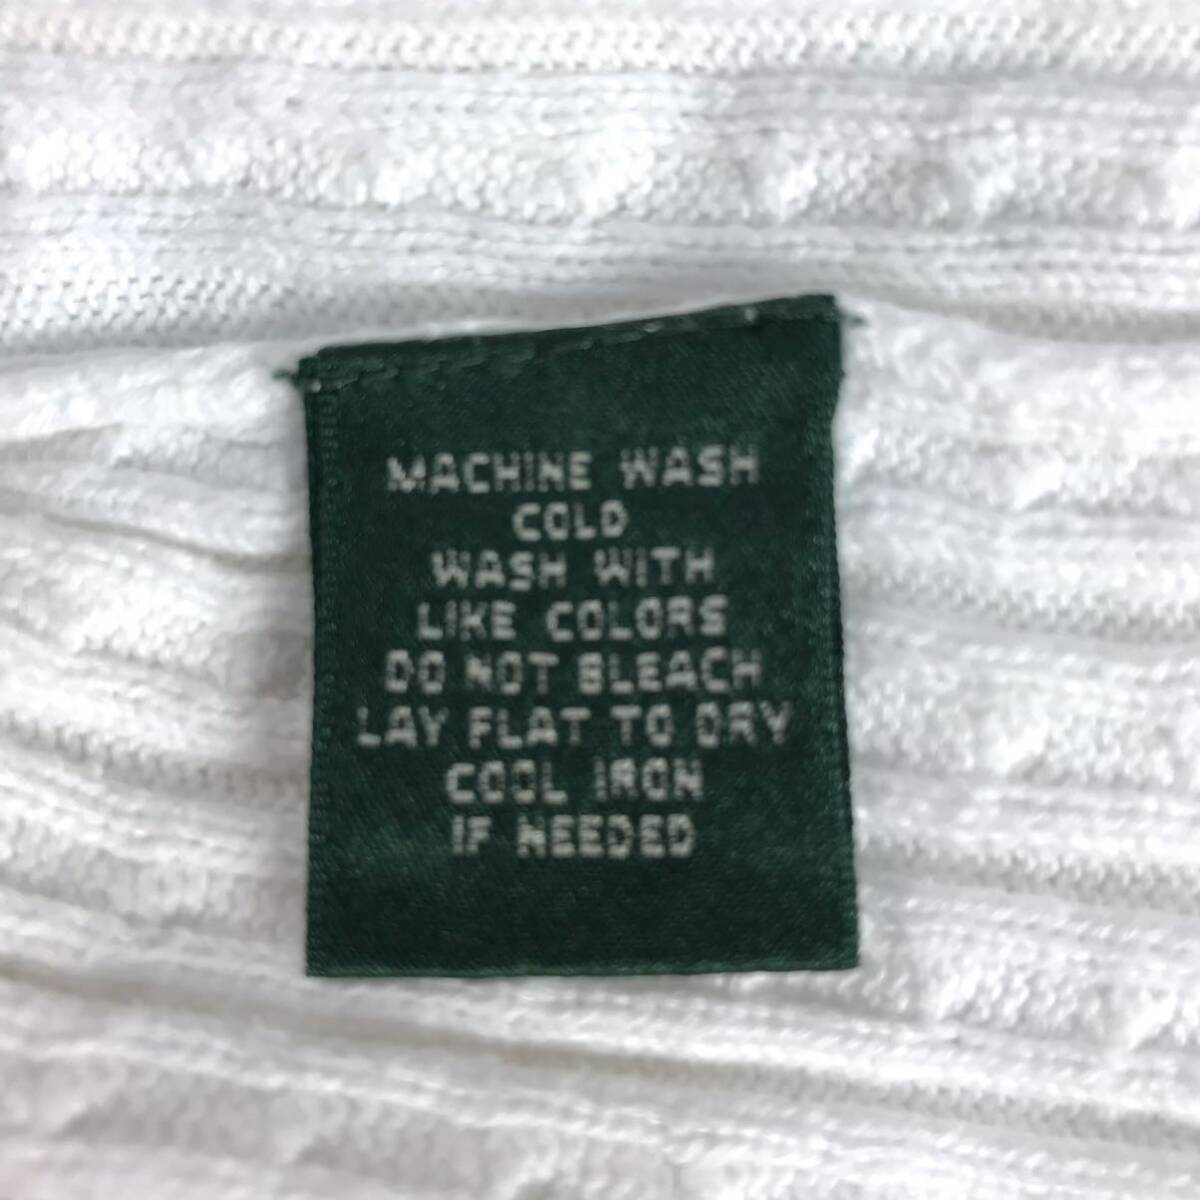 MACHINE WASH
COLD
WASH WITH
LIKE COLORS
DO NOT BLEACH
LAY FLAT TO DRY
COOL IRON
IF NEEDED